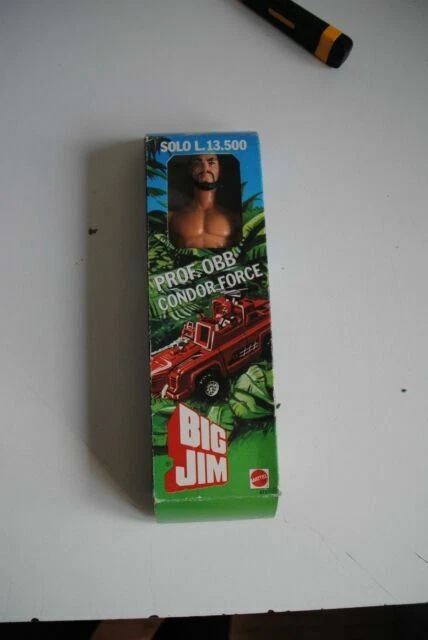 SOLO L.13.500
PROF. OBB
CONDOR FORCE
BIG
JIM
MATTEL